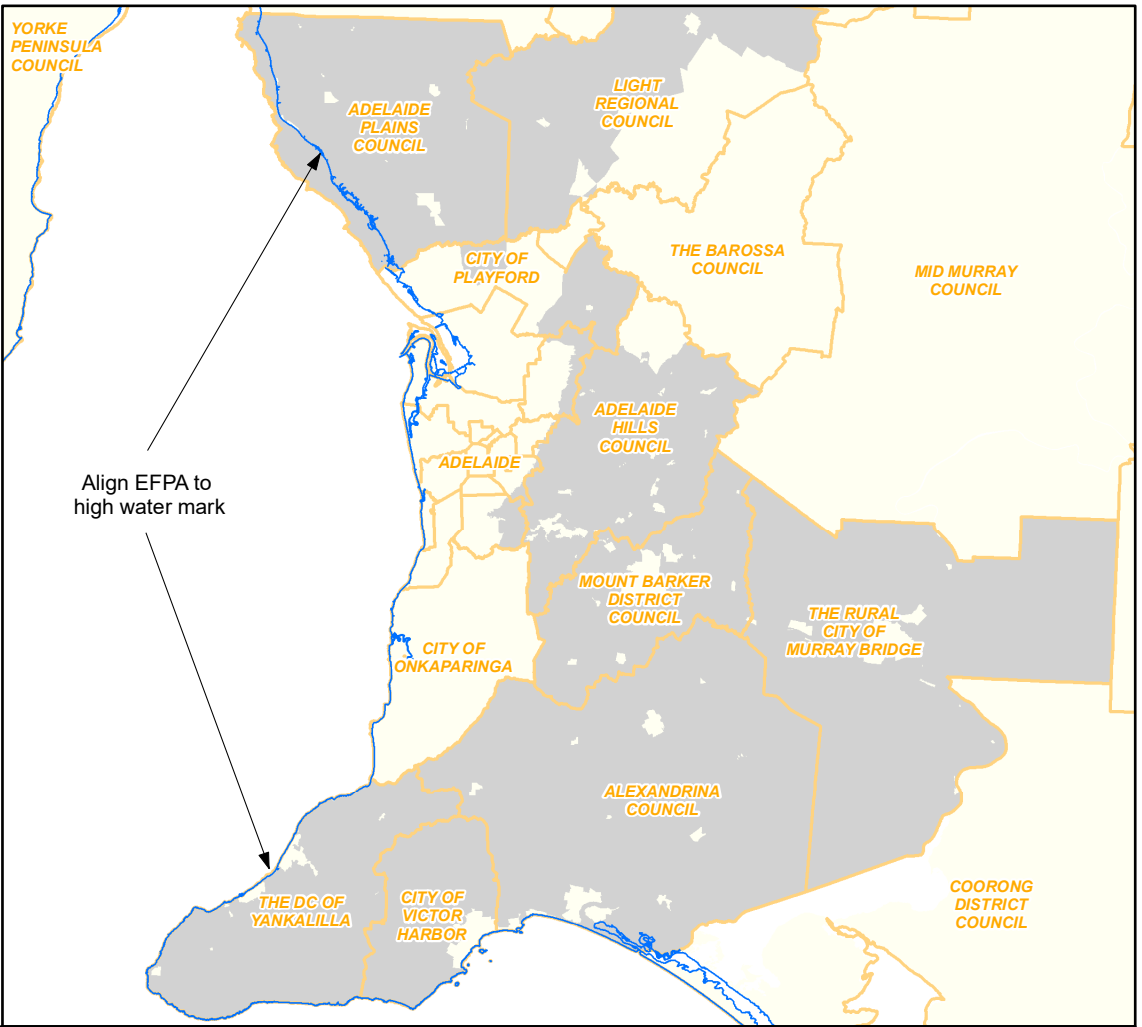 YORKE
PENINSULA
COUNCIL
ADELAIDE
PLAINS
COUNCIL
LIGHT
REGIONAL
COUNCIL
CITY OF
PLAYFORD
THE BAROSSA
COUNCIL
MID MURRAY
COUNCIL
ADELAIDE
HILLS
COUNCIL
ADELAIDE
Align EFPA to
high water mark
MOUNT BARKER
DISTRICT
COUNCIL
THE RURAL
CITY OF
MURRAY BRIDGE
CITY OF
ONKAPARINGA
ALEXANDRINA
COUNCIL
THE DC OF
YANKALILLA
CITY OF
VICTOR
HARBOR
COORONG
DISTRICT
COUNCIL